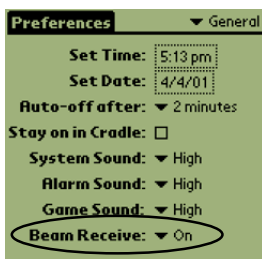 Preferences ▼ General
Set Time: 5:13 pm
Set Date: 4/4/01
Auto-off after: ▼ 2 minutes
Stay on in Cradle: ☐
System Sound: ▼ High
Alarm Sound: ▼ High
Game Sound: ▼ High
Beam Receive: ▼ On